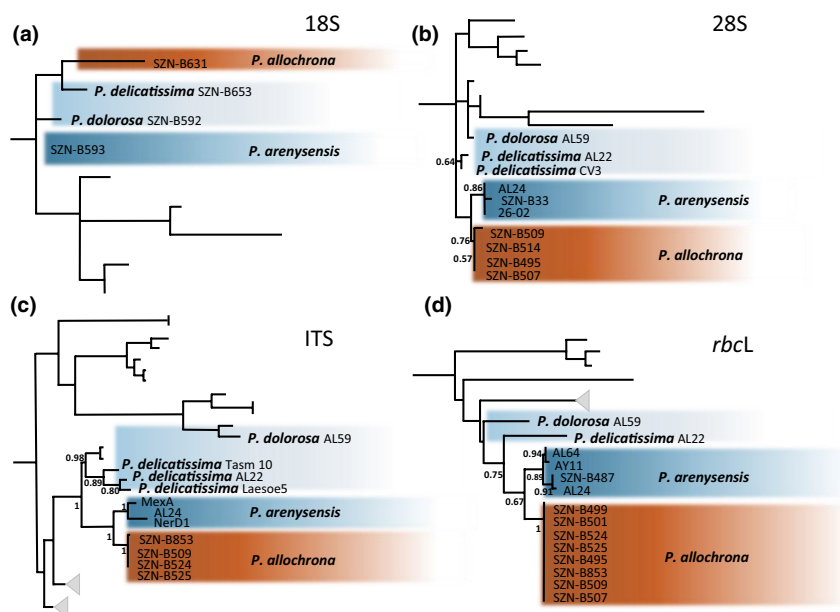 (a)
18S
SZN-B631
P. allochrona
P. delicatissima SZN-B653
P. dolorosa SZN-B592
SZN-B593
P. arenysensis
(b)
28S
P. dolorosa AL59
0.64
P. delicatissima AL22
P. delicatissima CV3
0.86
AL24
SZN-B33
26-02
P. arenysensis
0.76
0.57
SZN-B509
SZN-B514
SZN-B495
SZN-B507
P. allochrona
(c)
ITS
P. dolorosa AL59
0.98
P. delicatissima Tasm 10
0.89
P. delicatissima AL22
0.80
P. delicatissima Laesoe5
1
1
MexA
AL24
NerD1
P. arenysensis
1
1
SZN-B853
SZN-B509
SZN-B524
SZN-B525
P. allochrona
(d)
rbcL
P. dolorosa AL59
P. delicatissima AL22
0.75
0.94
AL64
AY11
0.89
SZN-B487
0.91
AL24
P. arenysensis
0.67
1
SZN-B499
SZN-B501
SZN-B524
SZN-B525
SZN-B495
SZN-B853
SZN-B509
SZN-B507
P. allochrona